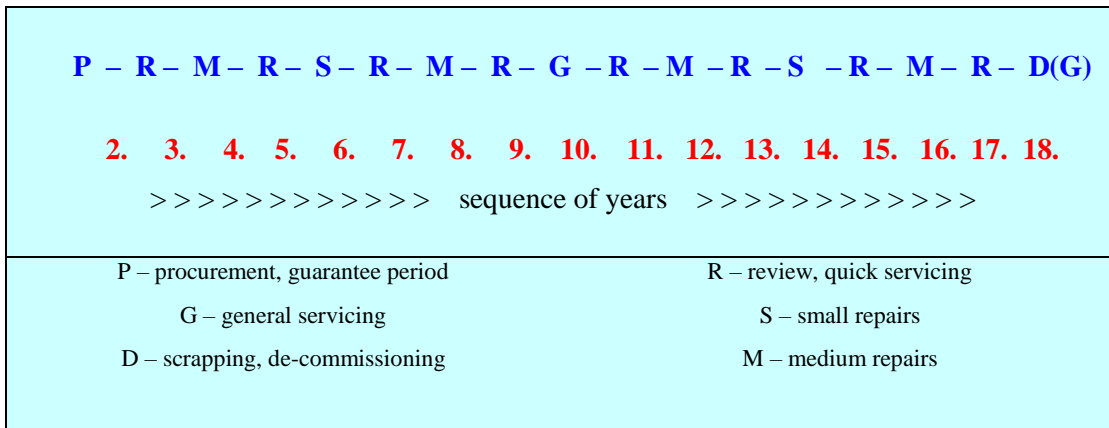 P – R – M – R – S – R – M – R – G – R – M – R – S – R – M – R – D(G)
2. 3. 4. 5. 6. 7. 8. 9. 10. 11. 12. 13. 14. 15. 16. 17. 18.
> > > > > > > > > > > > sequence of years > > > > > > > > > > > >
P – procurement, guarantee period R – review, quick servicing
G – general servicing S – small repairs
D – scrapping, de-commissioning M – medium repairs